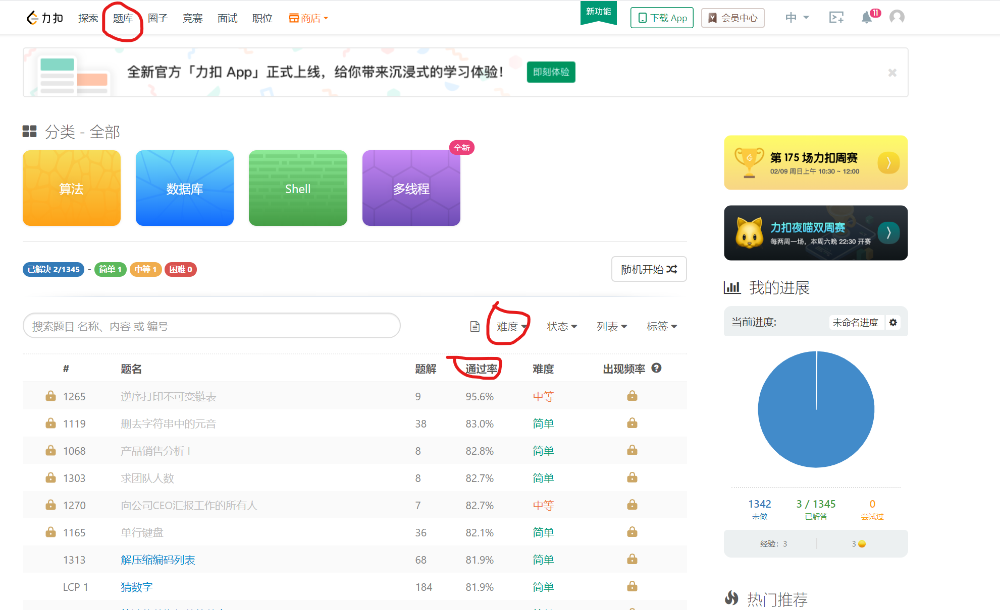 力扣 探索 题库 圈子 竞赛 面试 职位 商店 新功能 下载 App 会员中心 中 11
全新官方「力扣 App」正式上线，给你带来沉浸式的学习体验！ 即刻体验
分类 - 全部
全新
算法 数据库 Shell 多线程
第 175 场力扣周赛
02/09 周日上午 10:30 ~ 12:00
力扣夜喵双周赛
每两周一场，本周六晚 22:30 开赛
已解决 2/1345 - 简单 1 中等 1 困难 0
随机开始
搜索题目 名称、内容 或 编号 难度 状态 列表 标签
# 题名 题解 通过率 难度 出现频率
1265 逆序打印不可变链表 9 95.6% 中等
1119 删去字符串中的元音 38 83.0% 简单
1068 产品销售分析 I 8 82.8% 简单
1303 求团队人数 8 82.7% 简单
1270 向公司CEO汇报工作的所有人 7 82.7% 中等
1165 单行键盘 36 82.1% 简单
1313 解压缩编码列表 68 81.9% 简单
LCP 1 猜数字 184 81.9% 简单
我的进展
当前进度: 未命名进度
1342 3 / 1345 0
未做 已解答 尝试过
经验：3 3
热门推荐